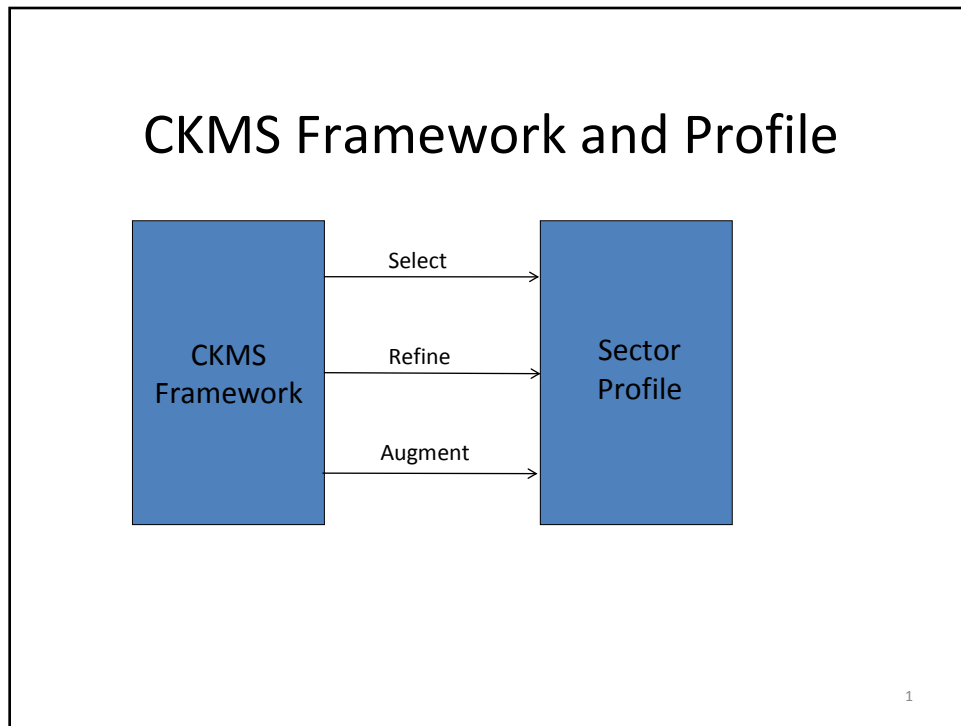 CKMS Framework and Profile
Select
CKMS
Framework
Refine
Sector
Profile
Augment
1